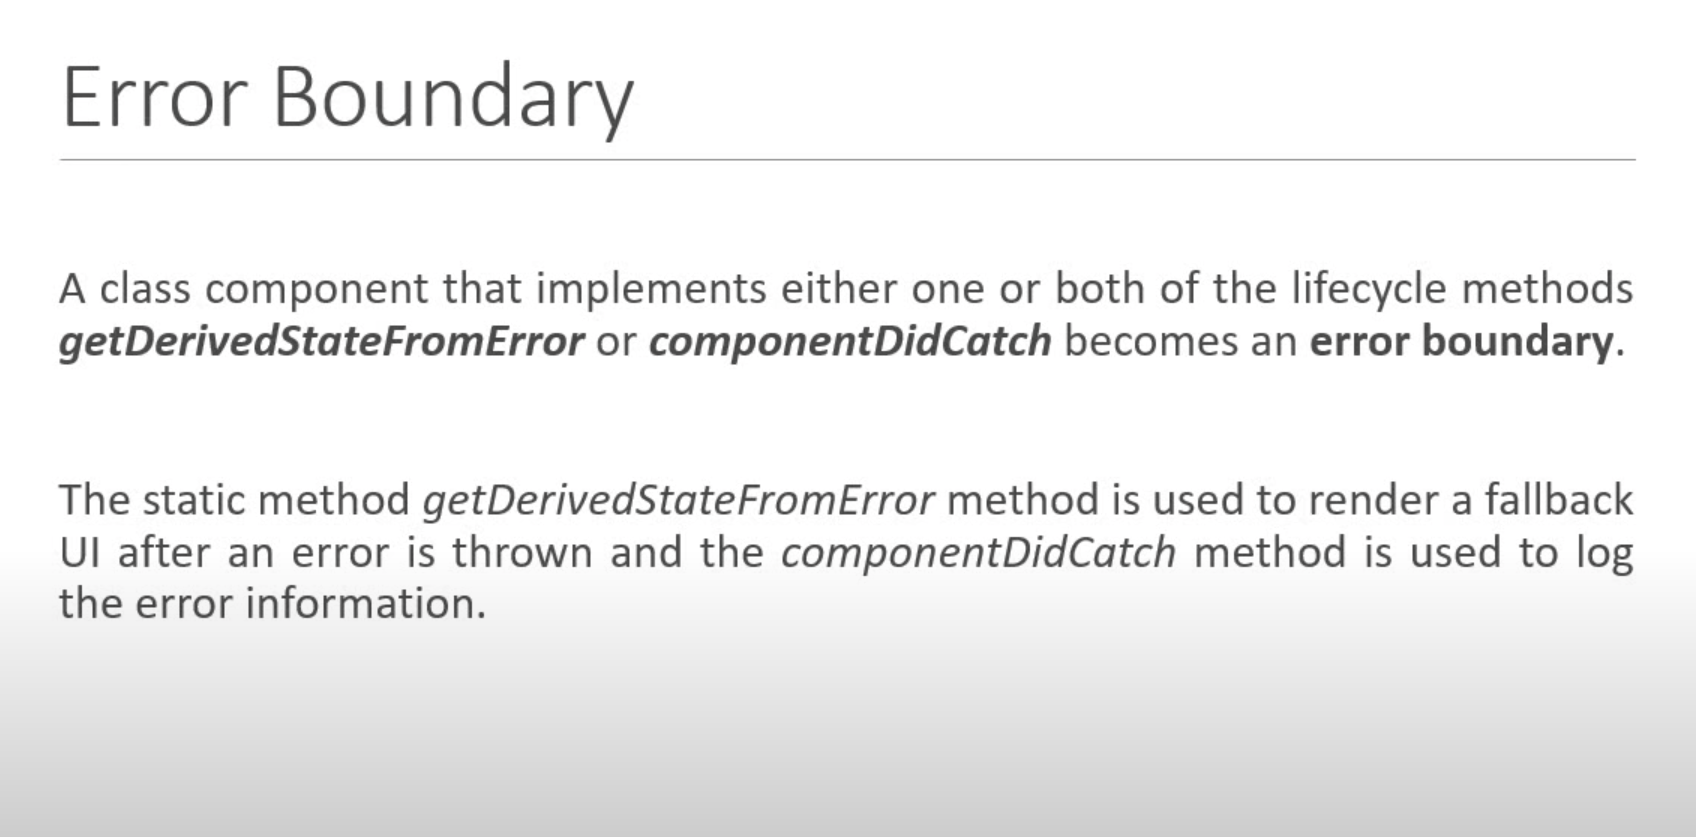 Error Boundary
A class component that implements either one or both of the lifecycle methods
getDerivedStateFromError or componentDidCatch becomes an error boundary.
The static method getDerivedStateFromError method is used to render a fallback
UI after an error is thrown and the componentDidCatch method is used to log
the error information.